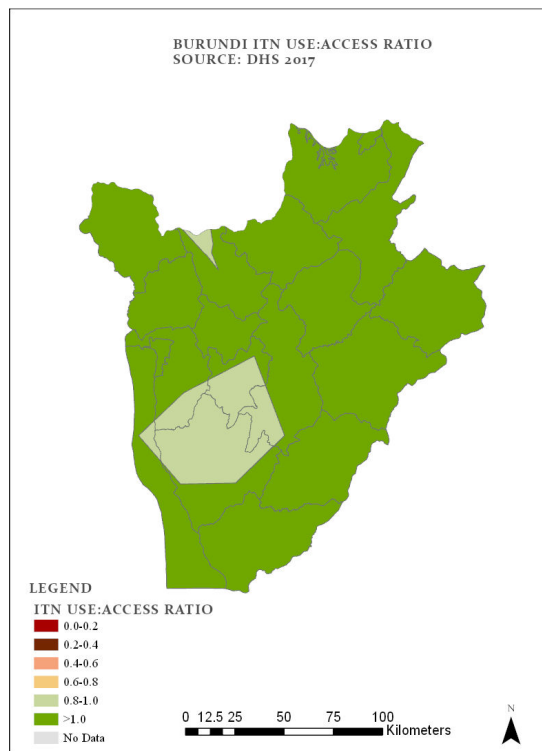 BURUNDI ITN USE:ACCESS RATIO
SOURCE: DHS 2017
LEGEND
ITN USE:ACCESS RATIO
0.0-0.2
0.2-0.4
0.4-0.6
0.6-0.8
0.8-1.0
>1.0
No Data
0 12.5 25 50 75 100
Kilometers
N